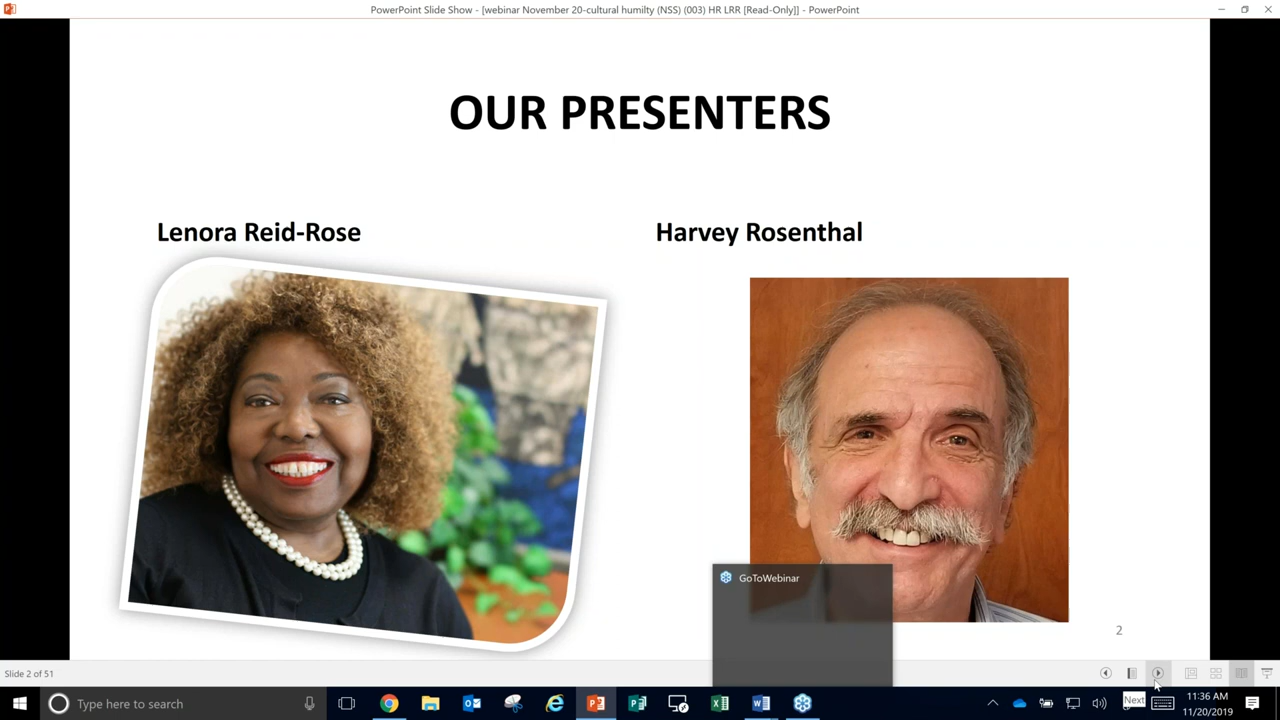 PowerPoint Slide Show - [webinar November 20-cultural humilty (NSS) (003) HR LRR [Read-Only]] - PowerPoint
OUR PRESENTERS
Lenora Reid-Rose
Harvey Rosenthal
GoToWebinar
2
Slide 2 of 51
Type here to search
Next
11:36 AM
11/20/2019